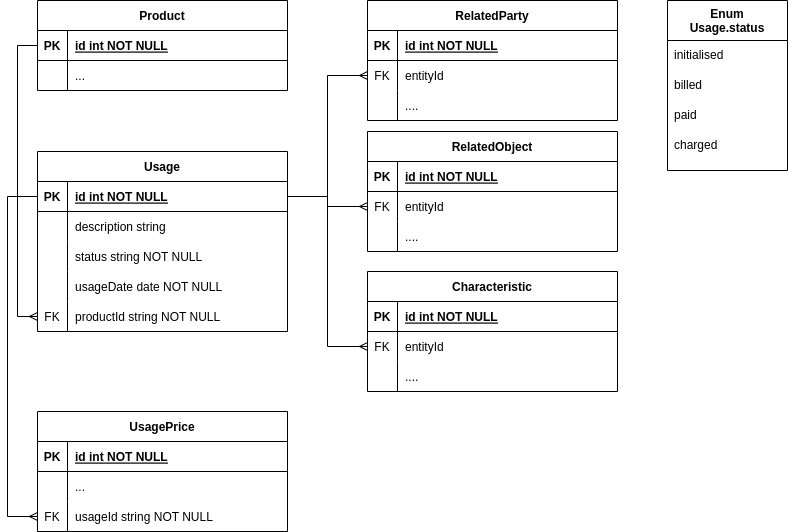 Product
PK id int NOT NULL
...
Usage
PK id int NOT NULL
description string
status string NOT NULL
usageDate date NOT NULL
FK productId string NOT NULL
UsagePrice
PK id int NOT NULL
...
FK usageId string NOT NULL
RelatedParty
PK id int NOT NULL
FK entityId
....
RelatedObject
PK id int NOT NULL
FK entityId
....
Characteristic
PK id int NOT NULL
FK entityId
....
Enum
Usage.status
initialised
billed
paid
charged